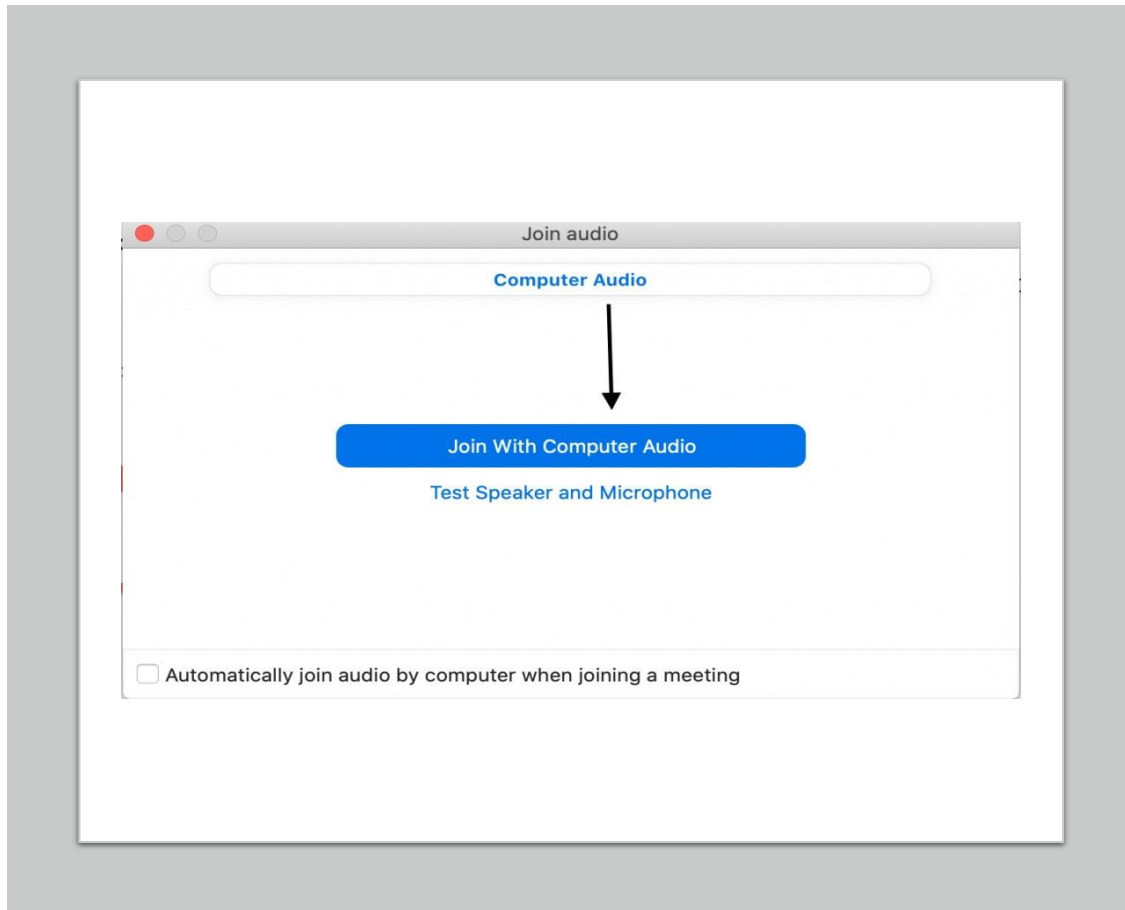 Join audio
Computer Audio
Join With Computer Audio
Test Speaker and Microphone
Automatically join audio by computer when joining a meeting